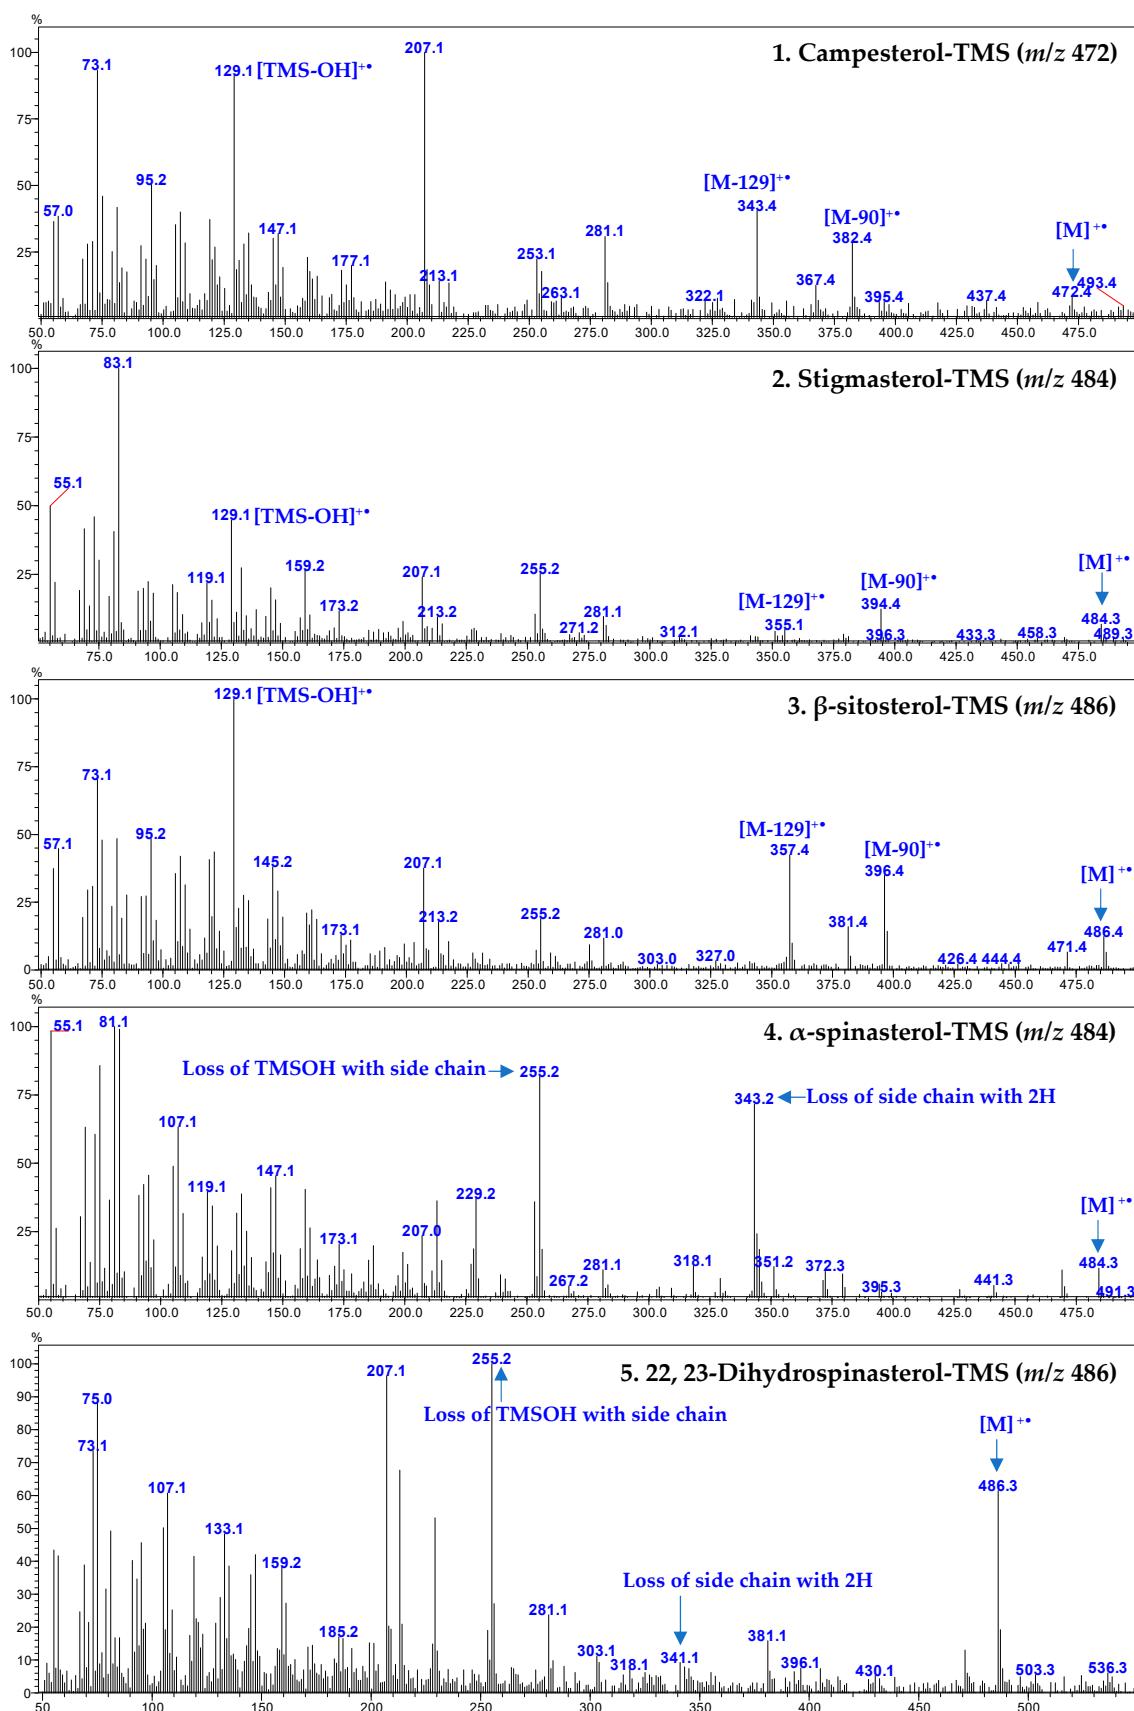 %
1. Campesterol-TMS (m/z 472)
207.1
100
73.1
129.1 [TMS-OH]+•
75
[M-129]+•
50 95.2 343.4 [M-90]+•
57.0 382.4 [M]+•
147.1 281.1
25 177.1 253.1 367.4 493.4
213.1 263.1 322.1 395.4 437.4 472.4
50.0 75.0 100.0 125.0 150.0 175.0 200.0 225.0 250.0 275.0 300.0 325.0 350.0 375.0 400.0 425.0 450.0 475.0
%
83.1
100 2. Stigmasterol-TMS (m/z 484)
75
55.1
50 129.1 [TMS-OH]+•
119.1 159.2 207.1 255.2 [M-90]+• [M]+•
25
173.2 213.2 281.1 [M-129]+• 394.4 484.3
271.2 312.1 355.1 396.3 433.3 458.3 489.3
75.0 100.0 125.0 150.0 175.0 200.0 225.0 250.0 275.0 300.0 325.0 350.0 375.0 400.0 425.0 450.0 475.0
%
100 129.1 [TMS-OH]+• 3. β-sitosterol-TMS (m/z 486)
75 73.1
50 57.1 95.2 [M-129]+• [M-90]+•
145.2 207.1 357.4 396.4 [M]+•
25
173.1 213.2 255.2 281.0 381.4 486.4
303.0 327.0 426.4 444.4 471.4
0
50.0 75.0 100.0 125.0 150.0 175.0 200.0 225.0 250.0 275.0 300.0 325.0 350.0 375.0 400.0 425.0 450.0 475.0
%
100 55.1 81.1 4. α-spinasterol-TMS (m/z 484)
Loss of TMSOH with side chain 255.2
75 343.2 Loss of side chain with 2H
107.1
50
119.1 147.1 229.2 [M]+•
25 173.1 207.0
267.2 281.1 318.1 351.2 372.3 395.3 441.3 484.3 491.3
50.0 75.0 100.0 125.0 150.0 175.0 200.0 225.0 250.0 275.0 300.0 325.0 350.0 375.0 400.0 425.0 450.0 475.0
%
100 207.1 255.2 5. 22, 23-Dihydrospinasterol-TMS (m/z 486)
90 75.0 Loss of TMSOH with side chain [M]+•
80
73.1
70
60 107.1 486.3
50 133.1
40 159.2
30 Loss of side chain with 2H
20 185.2 281.1
10 303.1 318.1 341.1 381.1 396.1 430.1 503.3 536.3
0
50 100 150 200 250 300 350 400 450 500